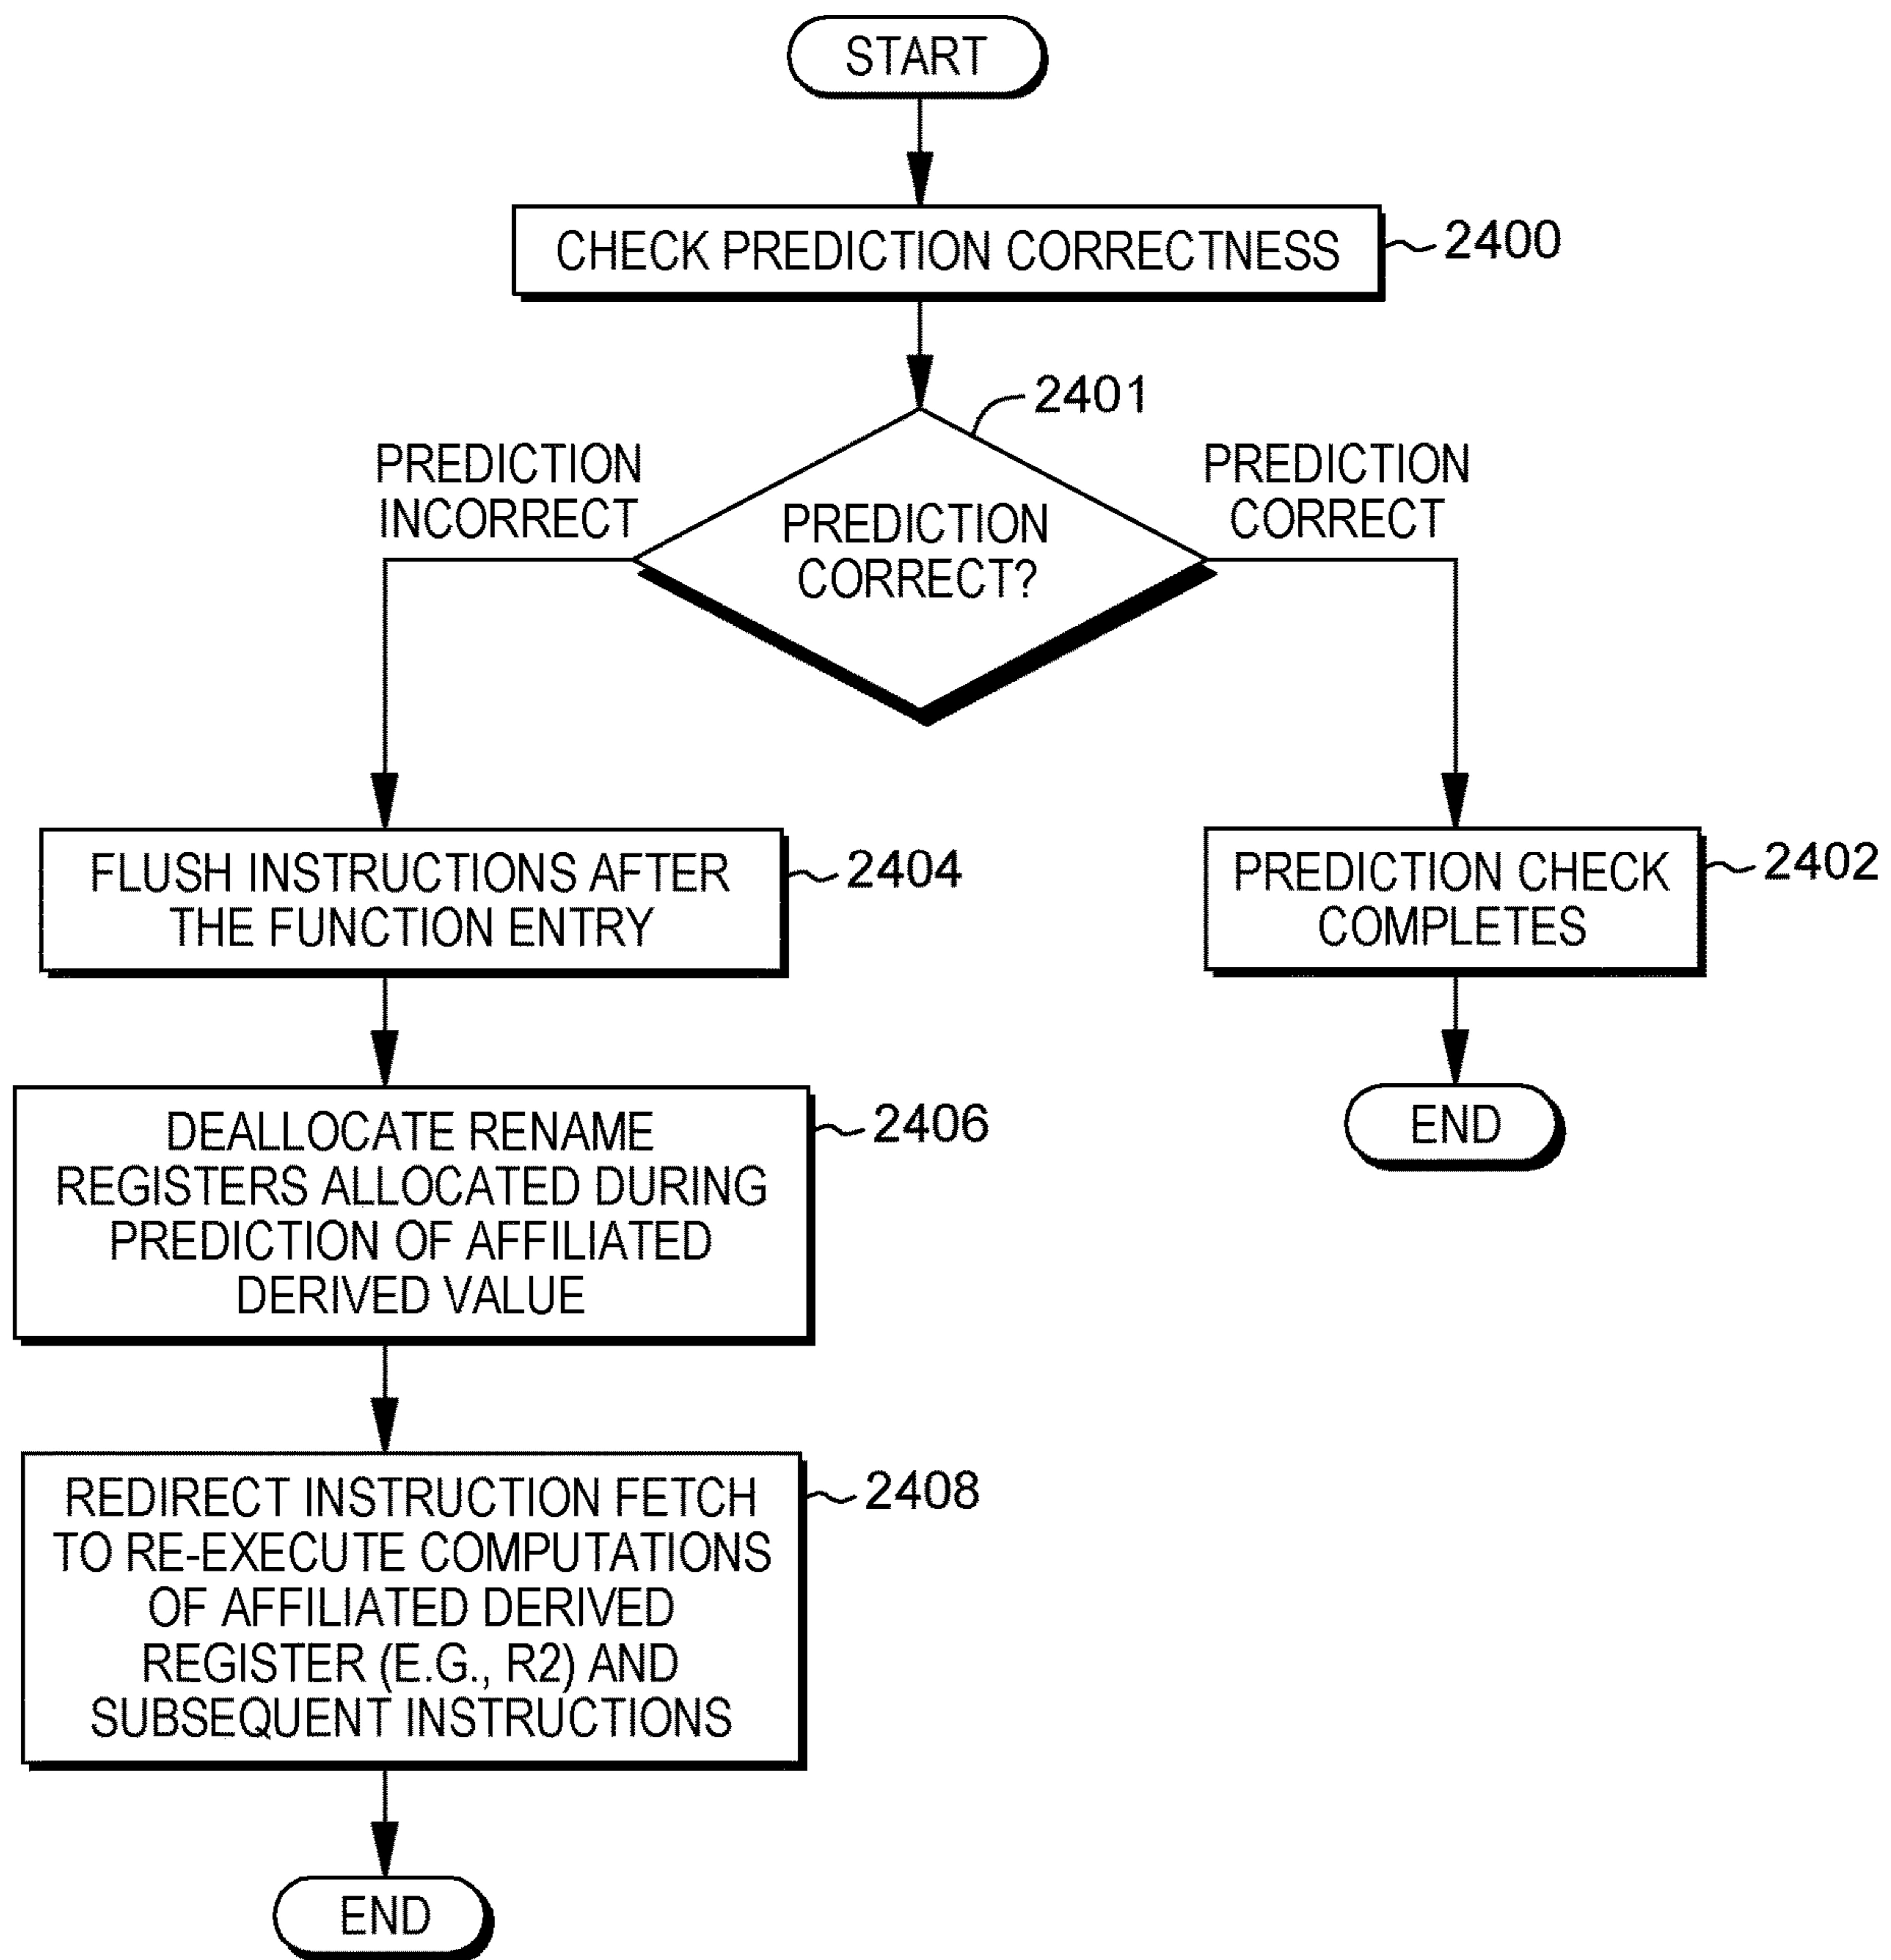 START
CHECK PREDICTION CORRECTNESS
2400
2401
PREDICTION
INCORRECT
PREDICTION
CORRECT?
PREDICTION
CORRECT
FLUSH INSTRUCTIONS AFTER
THE FUNCTION ENTRY
2404
PREDICTION CHECK
COMPLETES
2402
DEALLOCATE RENAME
REGISTERS ALLOCATED DURING
PREDICTION OF AFFILIATED
DERIVED VALUE
2406
END
REDIRECT INSTRUCTION FETCH
TO RE-EXECUTE COMPUTATIONS
OF AFFILIATED DERIVED
REGISTER (E.G., R2) AND
SUBSEQUENT INSTRUCTIONS
2408
END